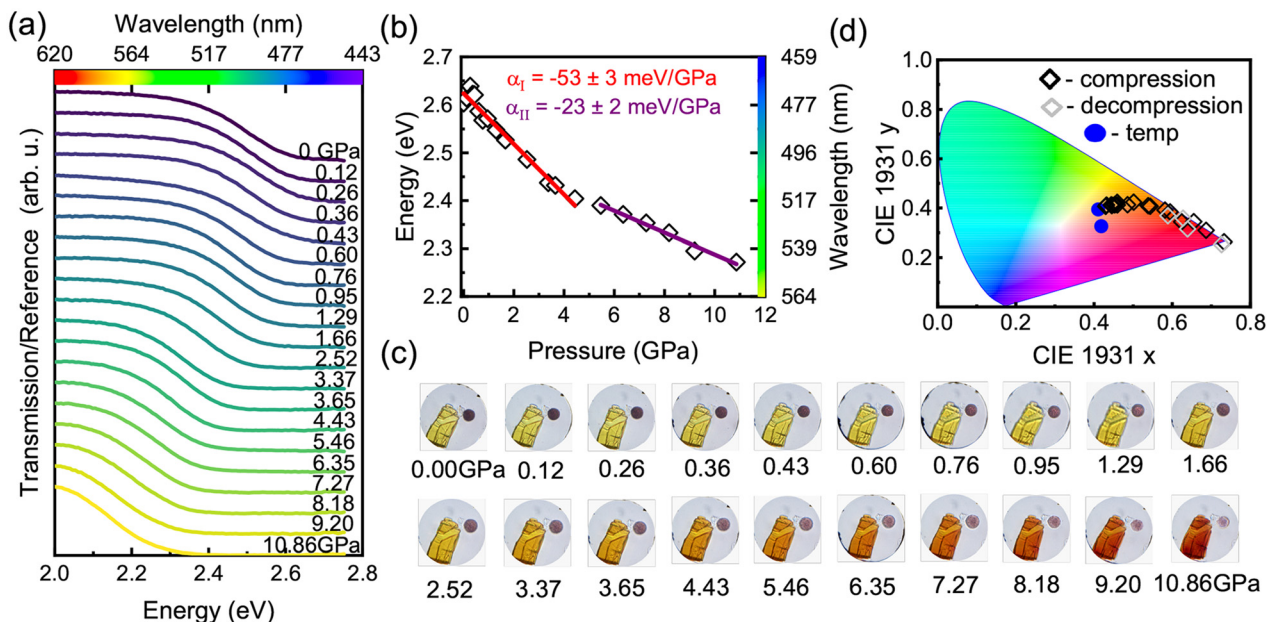 (a)
Wavelength (nm)
620 564 517 477 443
Transmission/Reference (arb. u.)
0 GPa
0.12
0.26
0.36
0.43
0.60
0.76
0.95
1.29
1.66
2.52
3.37
3.65
4.43
5.46
6.35
7.27
8.18
9.20
10.86GPa
2.0 2.2 2.4 2.6 2.8
Energy (eV)
(b)
2.7
2.6
2.5
2.4
2.3
2.2
Energy (eV)
α_I = -53 ± 3 meV/GPa
α_II = -23 ± 2 meV/GPa
0 2 4 6 8 10 12
Pressure (GPa)
459
477
496
517
539
564
Wavelength (nm)
(d)
1.0
0.8
0.6
0.4
0.2
CIE 1931 y
- compression
- decompression
- temp
0.0 0.2 0.4 0.6 0.8
CIE 1931 x
(c)
0.00GPa 0.12 0.26 0.36 0.43 0.60 0.76 0.95 1.29 1.66
2.52 3.37 3.65 4.43 5.46 6.35 7.27 8.18 9.20 10.86GPa